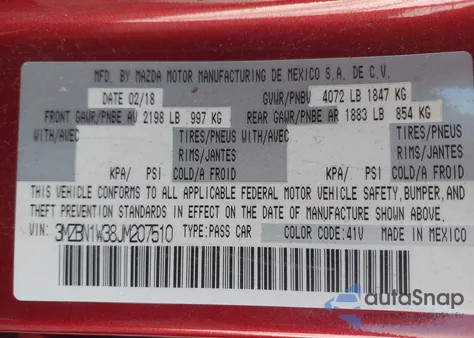 MFD. BY MAZDA MOTOR MANUFACTURING DE MEXICO S.A. DE C.V.
DATE 02/18 GVWR/PNBV 4072 LB 1847 KG
FRONT GAWR/PNBE AV 2198 LB 997 KG REAR GAWR/PNBE AR 1883 LB 854 KG
WITH/AVEC TIRES/PNEUS WITH/AVEC TIRES/PNEUS
RIMS/JANTES RIMS/JANTES
KPA/ PSI COLD/A FROID KPA/ PSI COLD/A FROID
THIS VEHICLE CONFORMS TO ALL APPLICABLE FEDERAL MOTOR VEHICLE SAFETY, BUMPER, AND
THEFT PREVENTION STANDARDS IN EFFECT ON THE DATE OF MANUFACTURE SHOWN ABOVE.
VIN: 3MZBN1W38JM207510 TYPE:PASS CAR COLOR CODE:41V MADE IN MEXICO
autoSnap